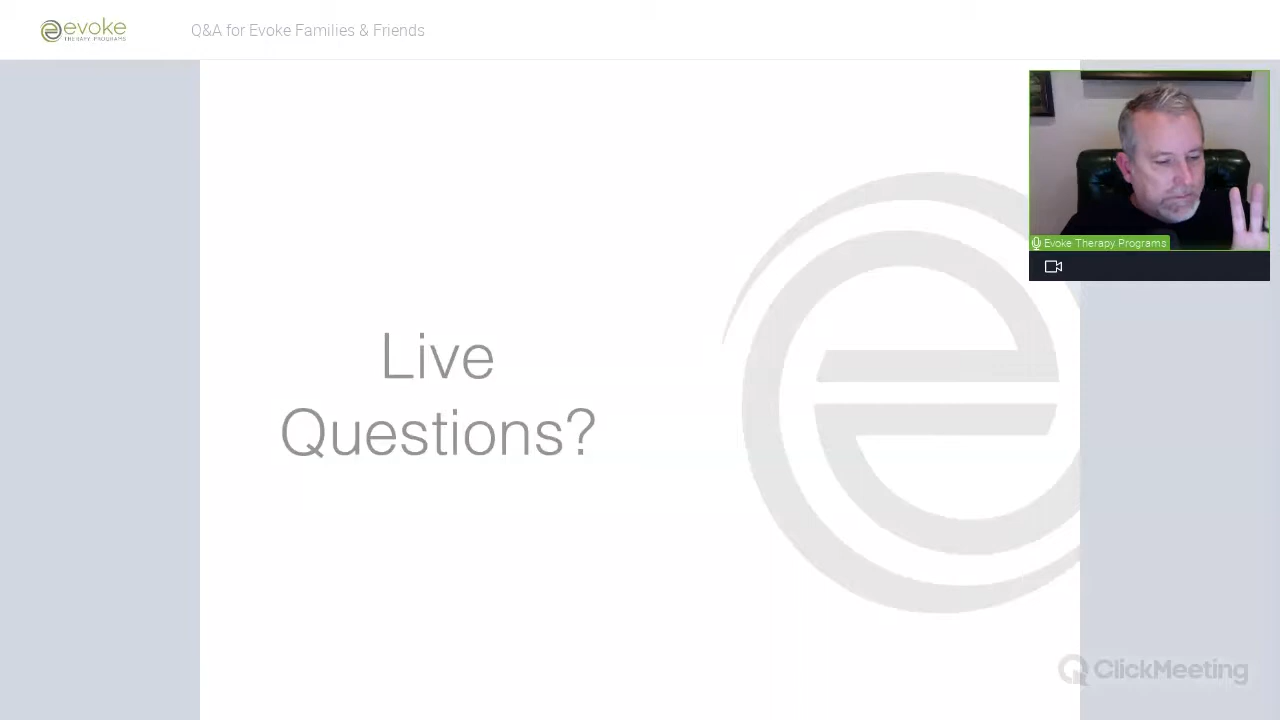 evoke
THERAPY PROGRAMS
Q&A for Evoke Families & Friends
Evoke Therapy Programs
Live
Questions?
ClickMeeting